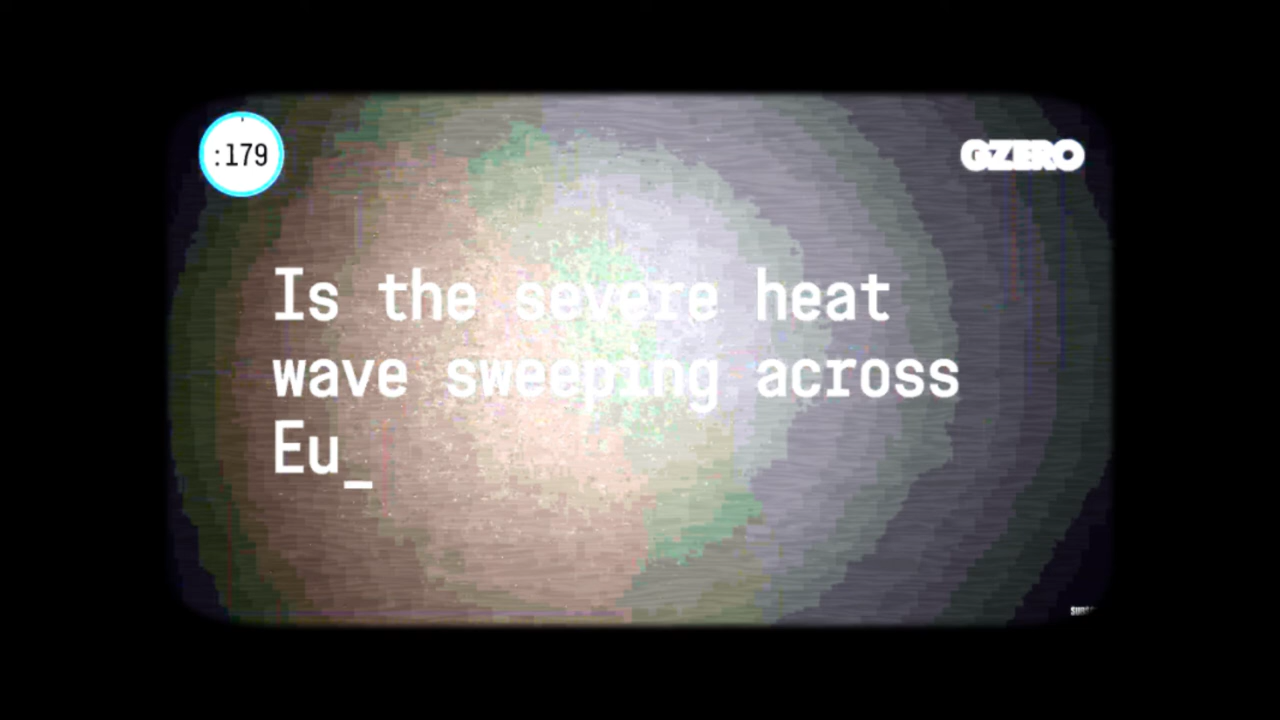 :179
GZERO
Is the severe heat
wave sweeping across
Eu_